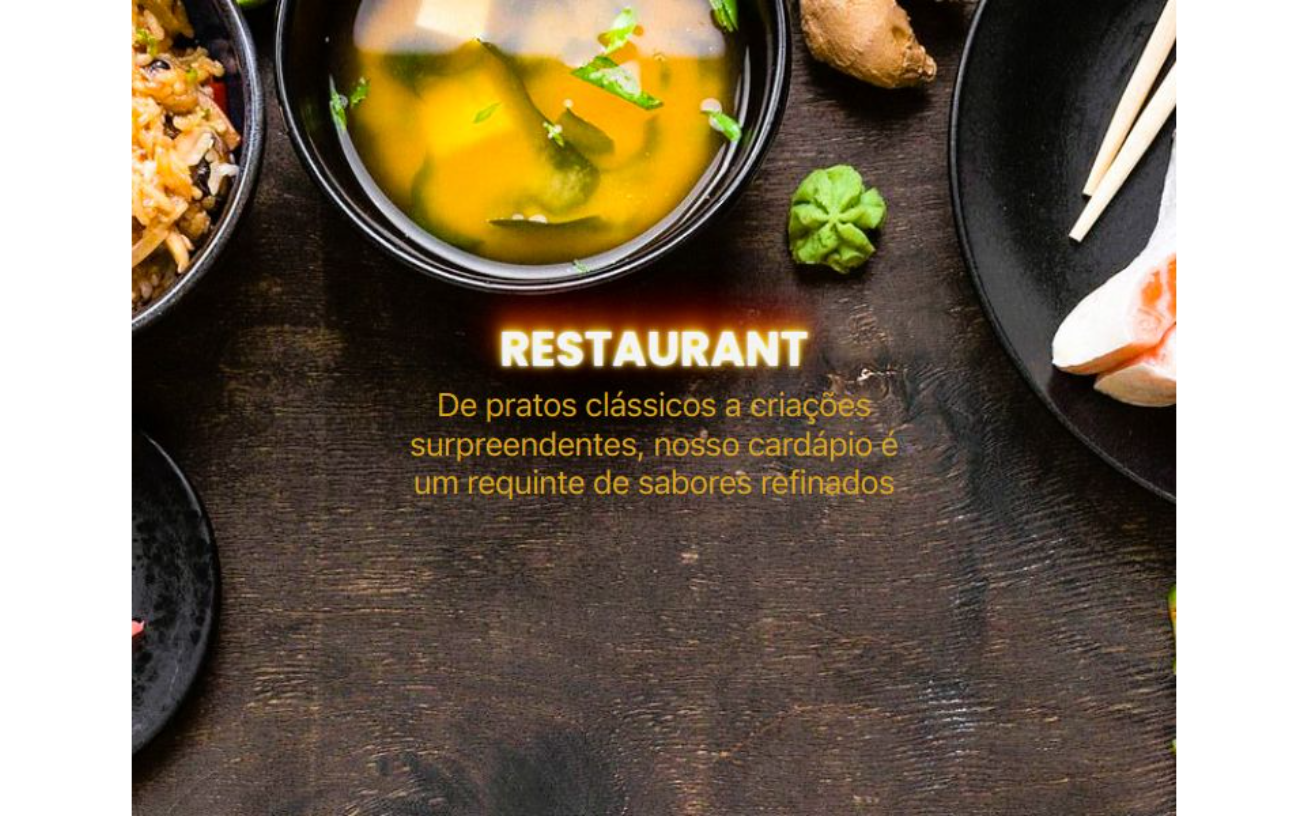 RESTAURANT
De pratos clássicos a criações
surpreendentes, nosso cardápio é
um requinte de sabores refinados